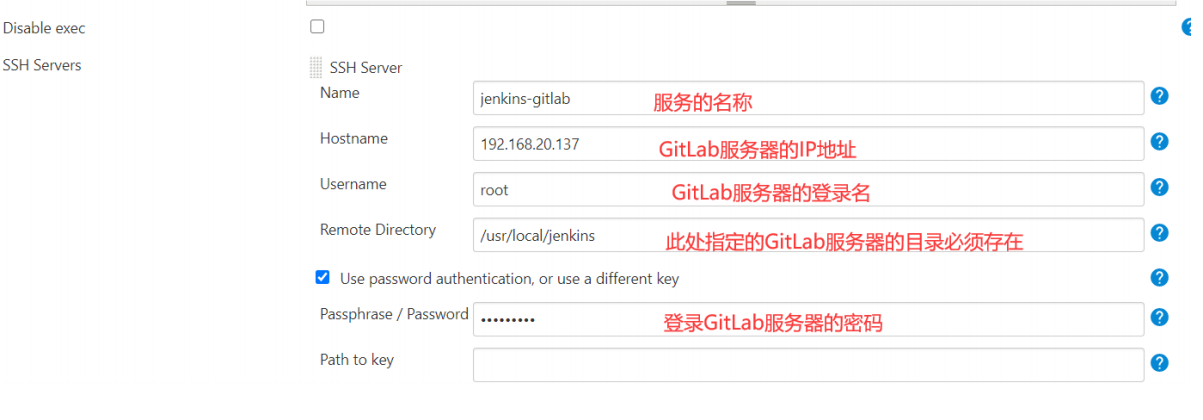 Disable exec
SSH Servers
SSH Server
Name
jenkins-gitlab
服务的名称
Hostname
192.168.20.137
GitLab服务器的IP地址
Username
root
GitLab服务器的登录名
Remote Directory
/usr/local/jenkins
此处指定的GitLab服务器的目录必须存在
Use password authentication, or use a different key
Passphrase / Password
•••••••••
登录GitLab服务器的密码
Path to key